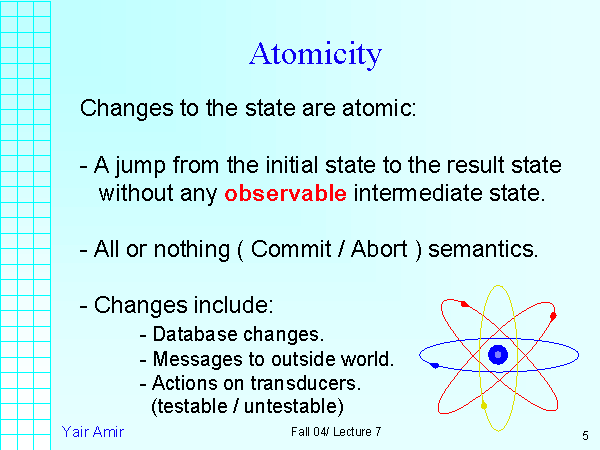 Atomicity
Changes to the state are atomic:
- A jump from the initial state to the result state
without any observable intermediate state.
- All or nothing ( Commit / Abort ) semantics.
- Changes include:
- Database changes.
- Messages to outside world.
- Actions on transducers.
(testable / untestable)
Yair Amir
Fall 04/ Lecture 7
5